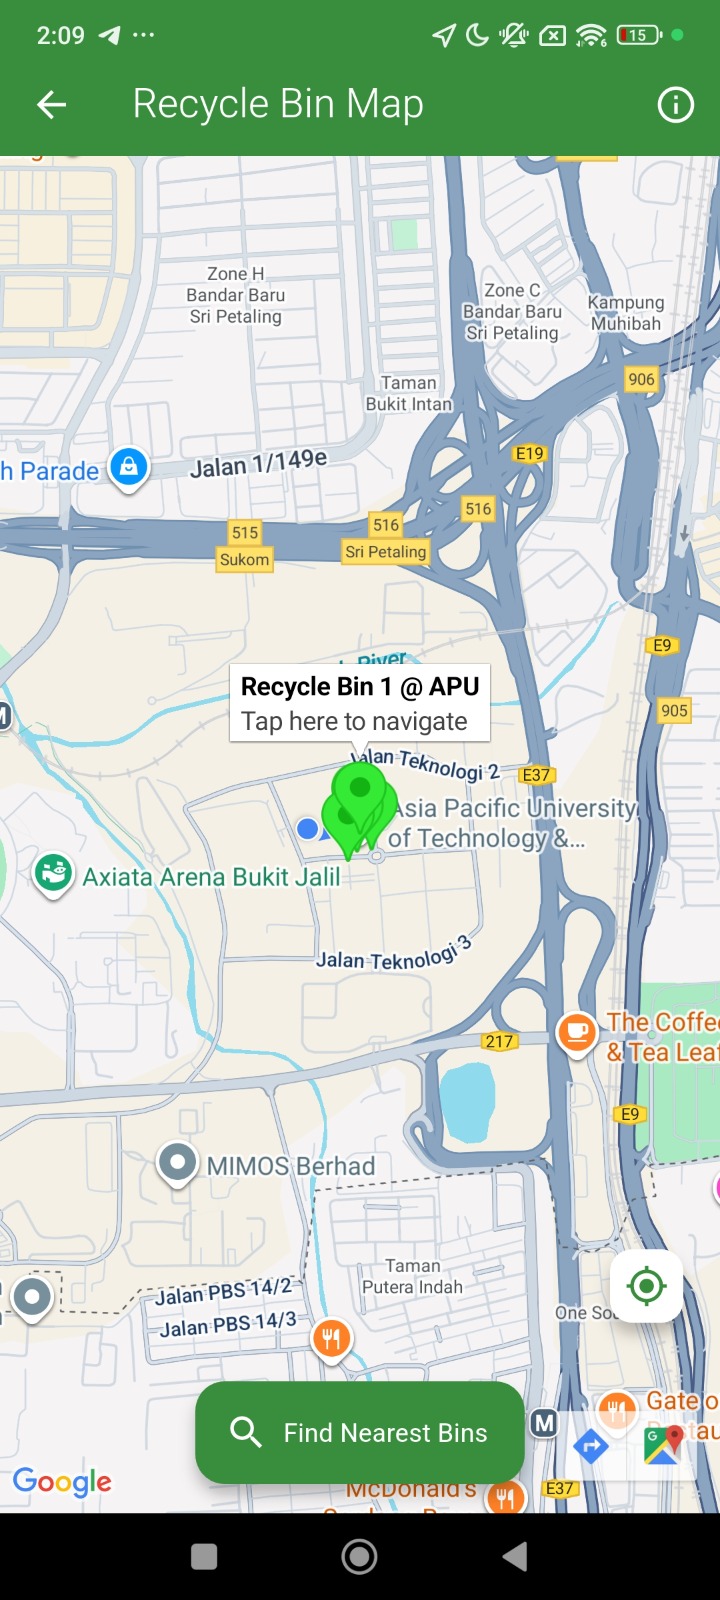 2:09
15
Recycle Bin Map
Zone H
Bandar Baru
Sri Petaling
Zone C
Bandar Baru
Sri Petaling
Kampung
Muhibah
906
Taman
Bukit Intan
E19
h Parade
Jalan 1/149e
516
515
516
Sukom
Sri Petaling
E9
River
Recycle Bin 1 @ APU
Tap here to navigate
905
M
Jalan Teknologi 2
E37
Asia Pacific University
of Technology &...
Axiata Arena Bukit Jalil
Jalan Teknologi 3
217
The Coffee
& Tea Leaf
E9
MIMOS Berhad
Taman
Putera Indah
Jalan PBS 14/2
Jalan PBS 14/3
One Sou
Find Nearest Bins
M
Gate o
Google
McDonald's
E37